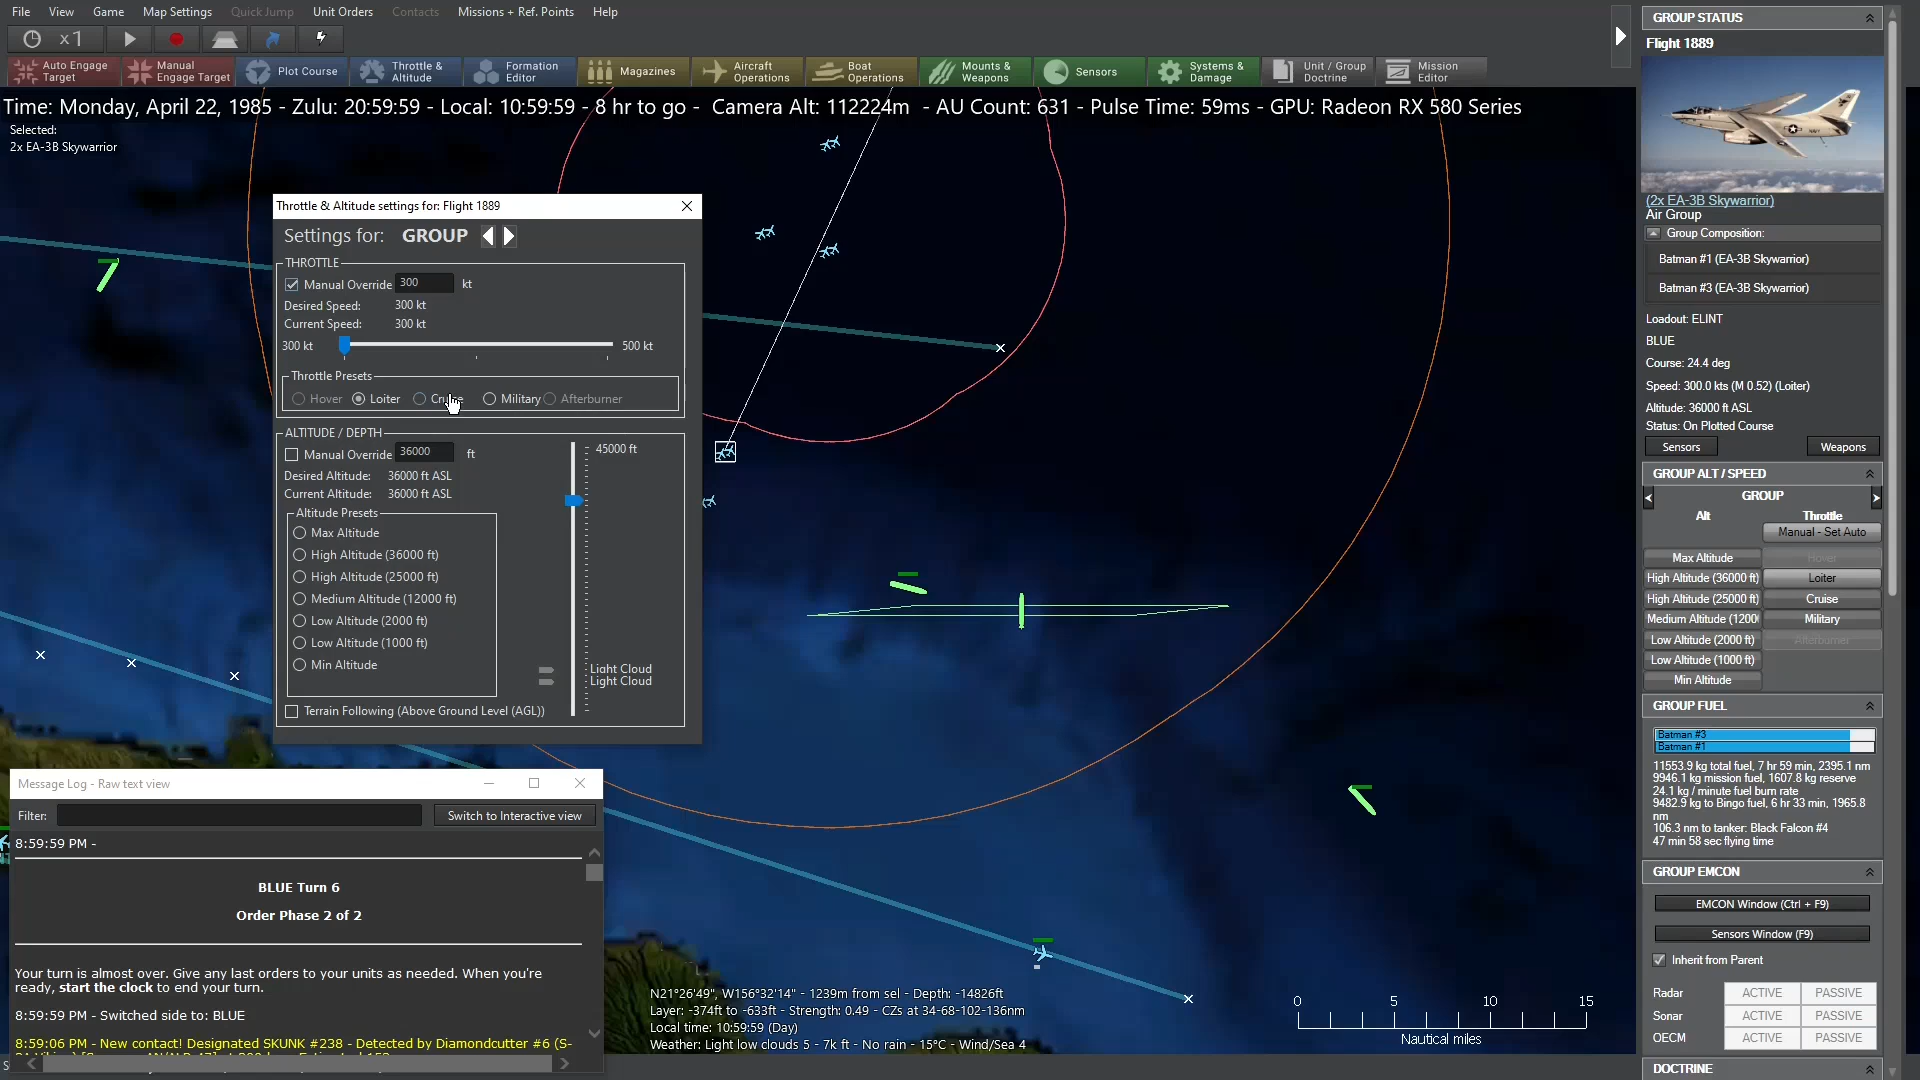 File View Game Map Settings Quick Jump Unit Orders Contacts Missions + Ref. Points Help
x1
Auto Engage Target
Manual Engage Target
Plot Course
Throttle & Altitude
Formation Editor
Magazines
Aircraft Operations
Boat Operations
Mounts & Weapons
Sensors
Systems & Damage
Unit / Group Doctrine
Mission Editor
Time: Monday, April 22, 1985 - Zulu: 20:59:59 - Local: 10:59:59 - 8 hr to go - Camera Alt: 112224m - AU Count: 631 - Pulse Time: 59ms - GPU: Radeon RX 580 Series
Selected:
2x EA-3B Skywarrior
Throttle & Altitude settings for: Flight 1889
Settings for: GROUP
THROTTLE
Manual Override 300 kt
Desired Speed: 300 kt
Current Speed: 300 kt
300 kt 500 kt
Throttle Presets
Hover Loiter Cruise Military Afterburner
ALTITUDE / DEPTH
Manual Override 36000 ft
45000 ft
Desired Altitude: 36000 ft ASL
Current Altitude: 36000 ft ASL
Altitude Presets
Max Altitude
High Altitude (36000 ft)
High Altitude (25000 ft)
Medium Altitude (12000 ft)
Low Altitude (2000 ft)
Low Altitude (1000 ft)
Min Altitude
Light Cloud
Light Cloud
Terrain Following (Above Ground Level (AGL))
Message Log - Raw text view
Filter: Switch to Interactive view
8:59:59 PM -
BLUE Turn 6
Order Phase 2 of 2
Your turn is almost over. Give any last orders to your units as needed. When you're
ready, start the clock to end your turn.
8:59:59 PM - Switched side to: BLUE
8:59:06 PM - New contact! Designated SKUNK #238 - Detected by Diamondcutter #6 (S-
N21°26'49", W156°32'14" - 1239m from sel - Depth: -14826ft
Layer: -374ft to -633ft - Strength: 0.49 - CZs at 34-68-102-136nm
Local time: 10:59:59 (Day)
Weather: Light low clouds 5 - 7k ft - No rain - 15°C - Wind/Sea 4
0 5 10 15
Nautical miles
GROUP STATUS
Flight 1889
NAVY
(2x EA-3B Skywarrior)
Air Group
Group Composition:
Batman #1 (EA-3B Skywarrior)
Batman #3 (EA-3B Skywarrior)
Loadout: ELINT
BLUE
Course: 24.4 deg
Speed: 300.0 kts (M 0.52) (Loiter)
Altitude: 36000 ft ASL
Status: On Plotted Course
Sensors Weapons
GROUP ALT / SPEED
GROUP
Alt Throttle
Manual - Set Auto
Max Altitude Hover
High Altitude (36000 ft) Loiter
High Altitude (25000 ft) Cruise
Medium Altitude (1200 Military
Low Altitude (2000 ft) Afterburner
Low Altitude (1000 ft)
Min Altitude
GROUP FUEL
Batman #3
Batman #1
11553.9 kg total fuel, 7 hr 59 min, 2395.1 nm
9946.1 kg mission fuel, 1607.8 kg reserve
24.1 kg / minute fuel burn rate
9482.9 kg to Bingo fuel, 6 hr 33 min, 1965.8
nm
106.3 nm to tanker: Black Falcon #4
47 min 58 sec flying time
GROUP EMCON
EMCON Window (Ctrl + F9)
Sensors Window (F9)
Inherit from Parent
Radar ACTIVE PASSIVE
Sonar ACTIVE PASSIVE
OECM ACTIVE PASSIVE
DOCTRINE